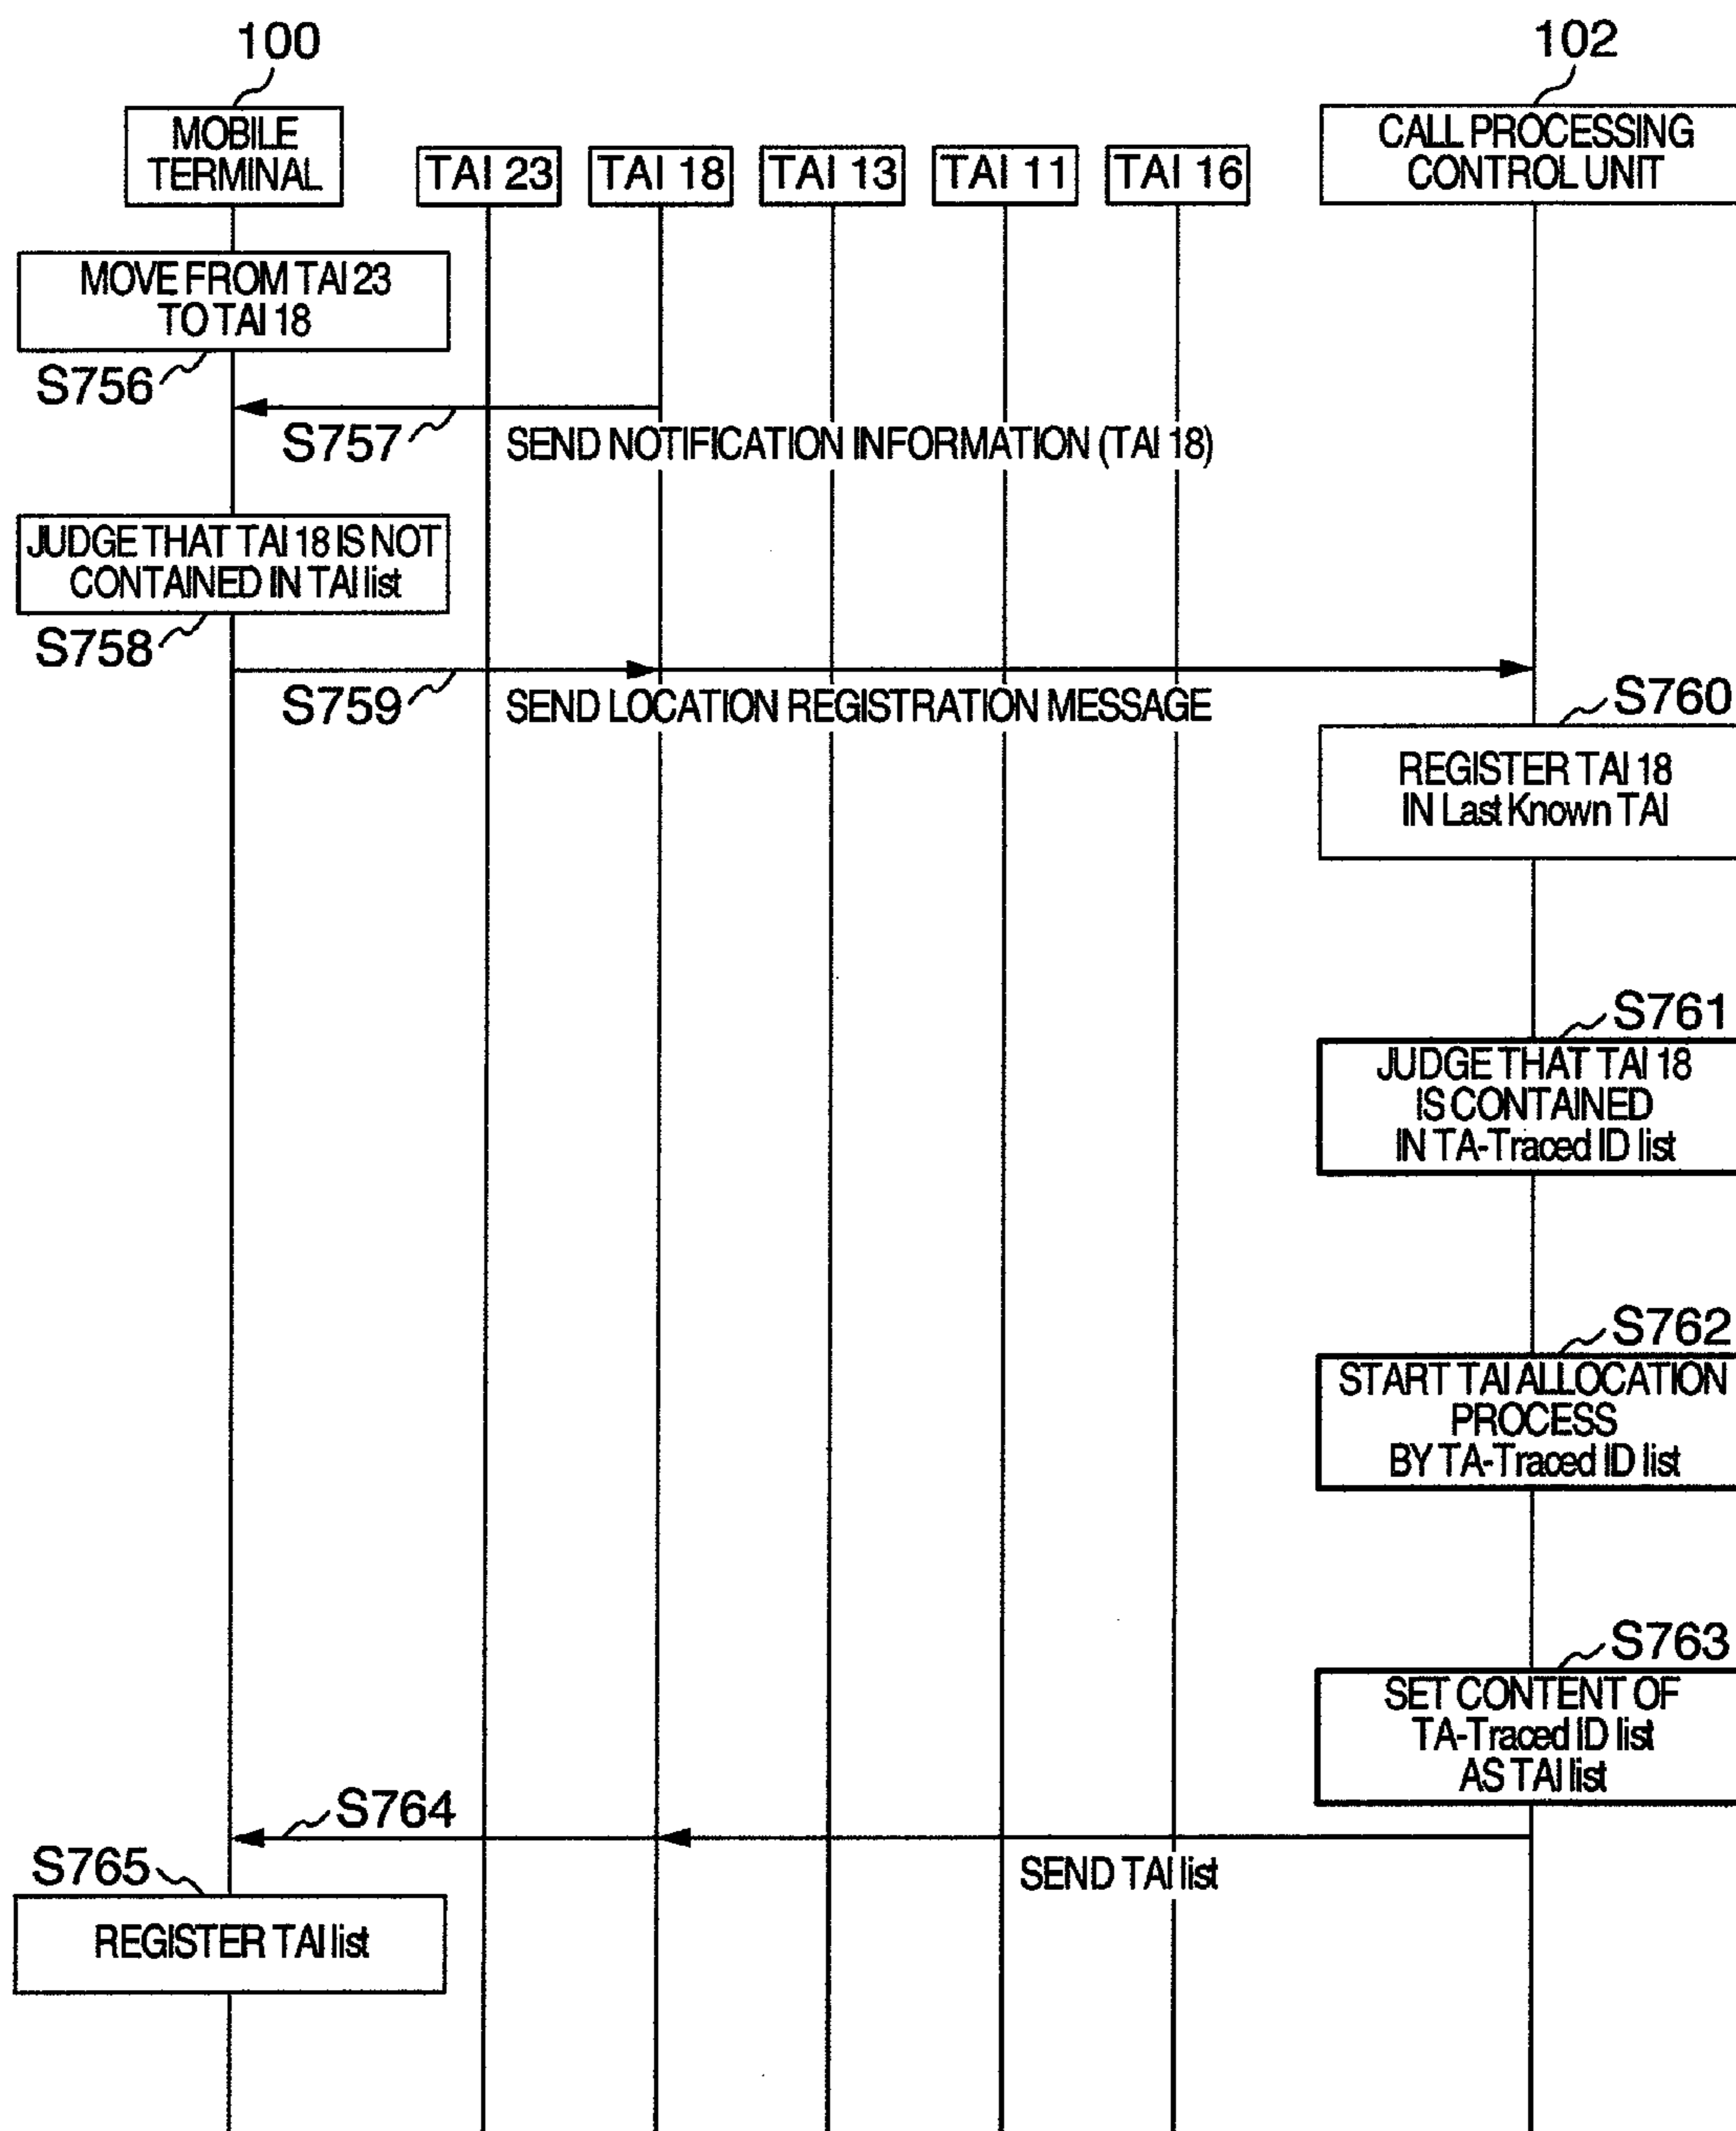 100
102
MOBILE
TERMINAL
TAI 23
TAI 18
TAI 13
TAI 11
TAI 16
CALL PROCESSING
CONTROL UNIT
MOVE FROM TAI 23
TO TAI 18
S756
S757
SEND NOTIFICATION INFORMATION (TAI 18)
JUDGE THAT TAI 18 IS NOT
CONTAINED IN TAI list
S758
S759
SEND LOCATION REGISTRATION MESSAGE
S760
REGISTER TAI 18
IN Last Known TAI
S761
JUDGE THAT TAI 18
IS CONTAINED
IN TA-Traced ID list
S762
START TAI ALLOCATION
PROCESS
BY TA-Traced ID list
S763
SET CONTENT OF
TA-Traced ID list
AS TAI list
S764
SEND TAI list
S765
REGISTER TAI list